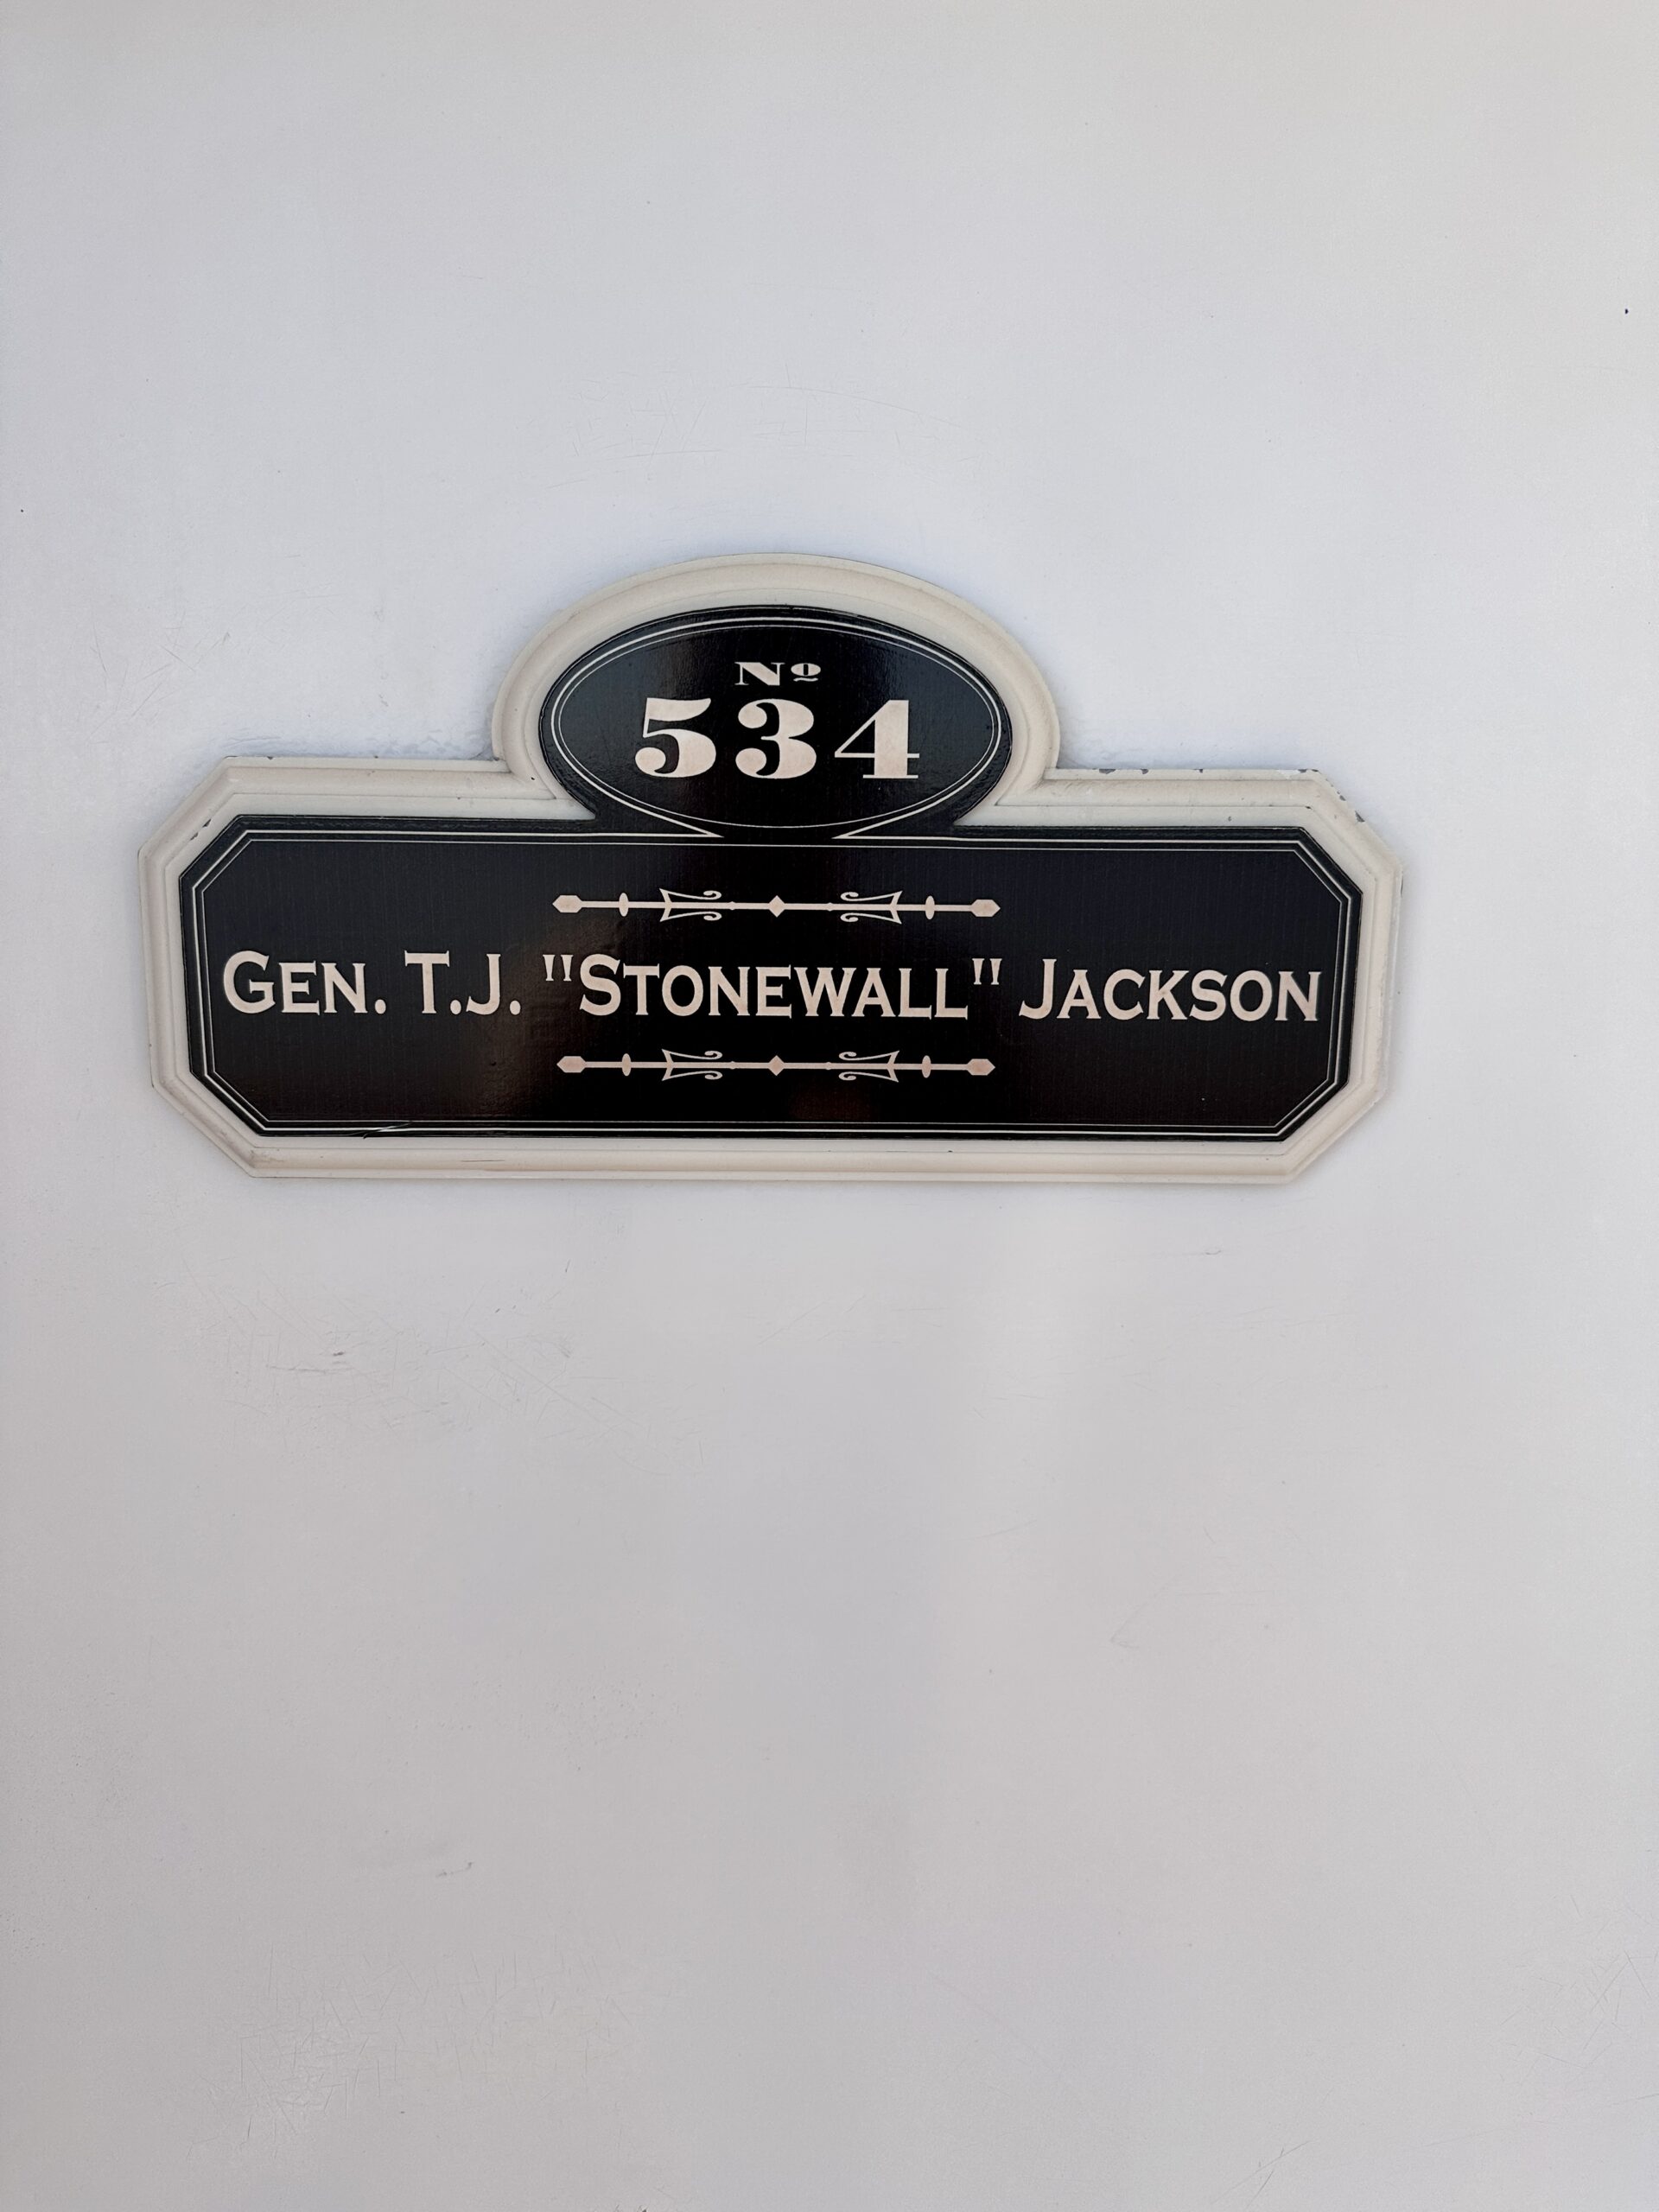 Nº
534
GEN. T.J. "STONEWALL" JACKSON